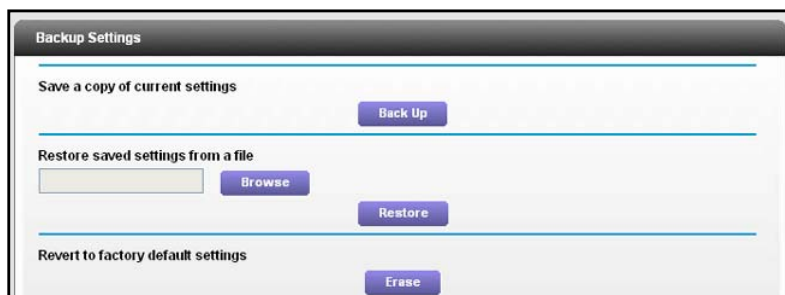 Backup Settings
Save a copy of current settings
Back Up
Restore saved settings from a file
Browse
Restore
Revert to factory default settings
Erase